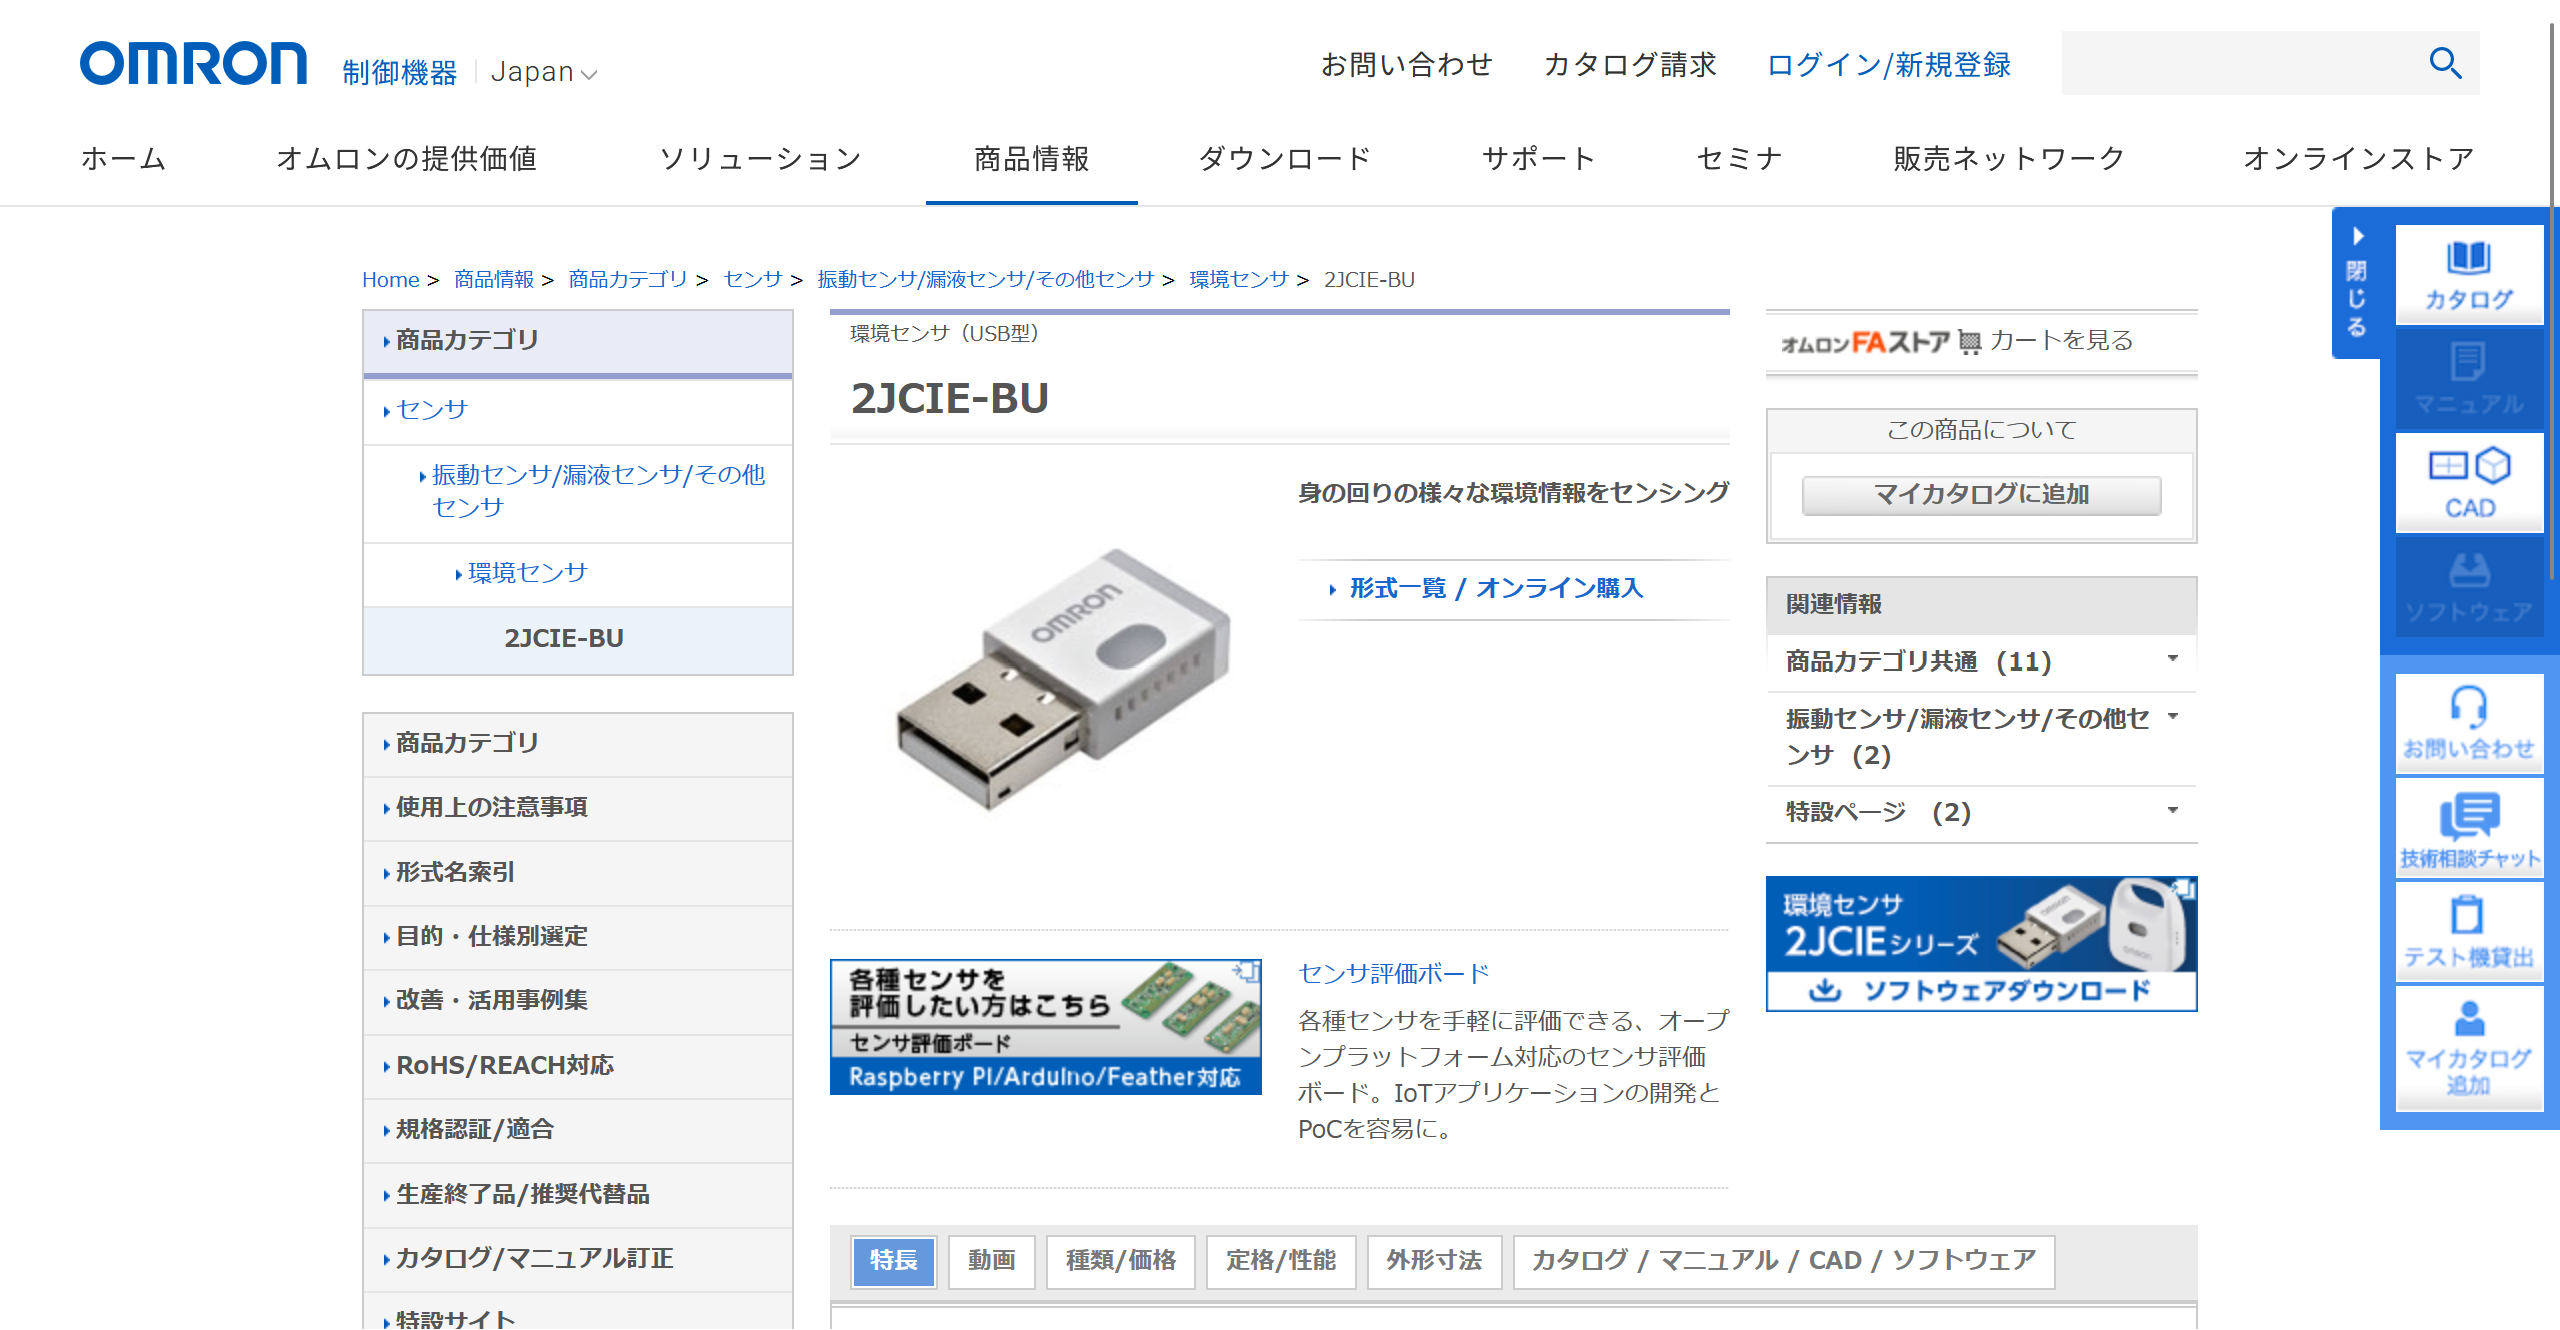 OMRON 制御機器 Japan
お問い合わせ カタログ請求 ログイン/新規登録
ホーム オムロンの提供価値 ソリューション 商品情報 ダウンロード サポート セミナ 販売ネットワーク オンラインストア
Home > 商品情報 > 商品カテゴリ > センサ > 振動センサ/漏液センサ/その他センサ > 環境センサ > 2JCIE-BU
商品カテゴリ
センサ
振動センサ/漏液センサ/その他
センサ
環境センサ
2JCIE-BU
商品カテゴリ
使用上の注意事項
形式名索引
目的・仕様別選定
改善・活用事例集
RoHS/REACH対応
規格認証/適合
生産終了品/推奨代替品
カタログ/マニュアル訂正
特設サイト
環境センサ（USB型）
2JCIE-BU
OMRON
身の回りの様々な環境情報をセンシング
形式一覧 / オンライン購入
各種センサを
評価したい方はこちら
センサ評価ボード
Raspberry PI/Arduino/Feather対応
センサ評価ボード
各種センサを手軽に評価できる、オープ
ンプラットフォーム対応のセンサ評価
ボード。IoTアプリケーションの開発と
PoCを容易に。
特長 動画 種類/価格 定格/性能 外形寸法 カタログ / マニュアル / CAD / ソフトウェア
オムロンFAストア カートを見る
この商品について
マイカタログに追加
関連情報
商品カテゴリ共通 (11)
振動センサ/漏液センサ/その他セ
ンサ (2)
特設ページ (2)
環境センサ
2JCIEシリーズ
ソフトウェアダウンロード
閉じる
カタログ
マニュアル
CAD
ソフトウェア
お問い合わせ
技術相談チャット
テスト機貸出
マイカタログ
追加